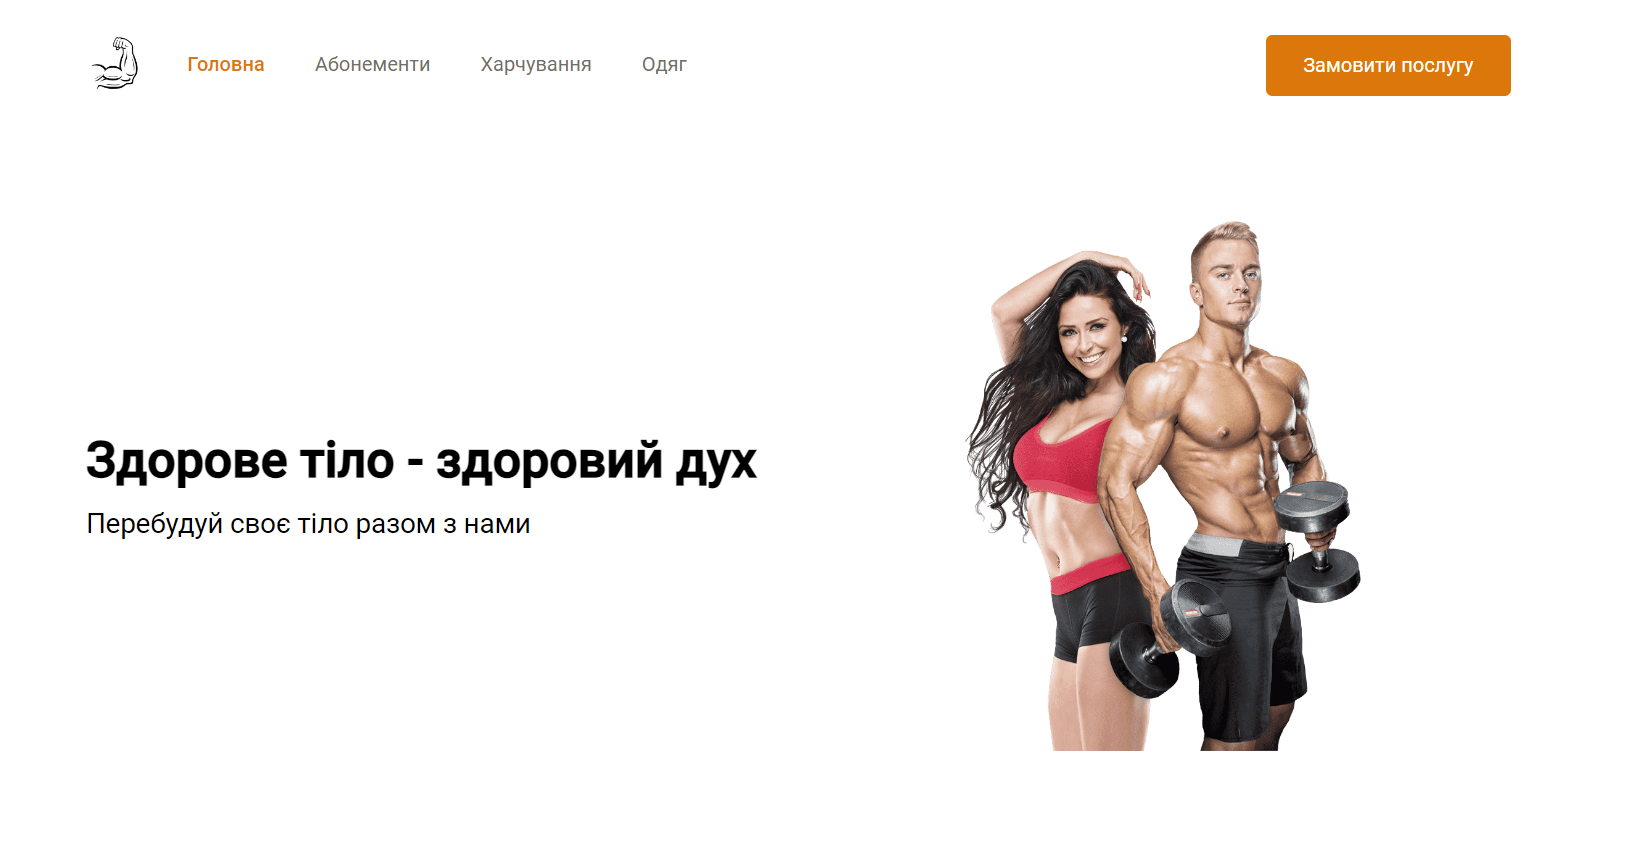 Головна Абонементи Харчування Одяг Замовити послугу
Здорове тіло - здоровий дух
Перебудуй своє тіло разом з нами